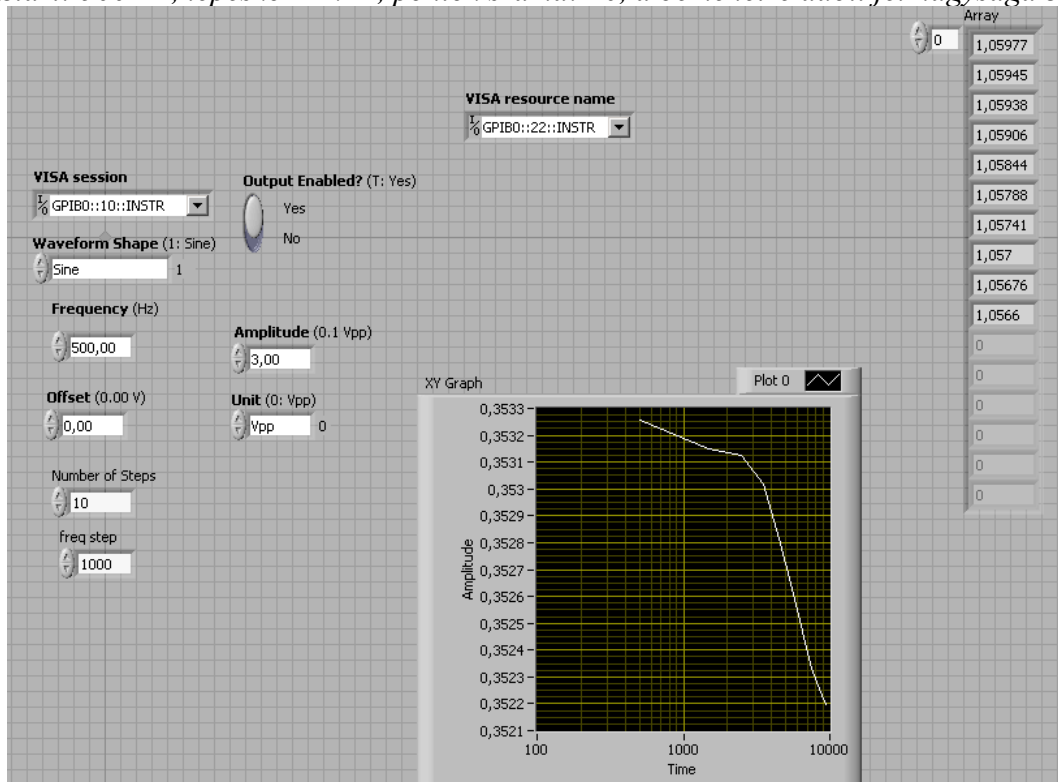 Array
0
1,05977
1,05945
1,05938
1,05906
1,05844
1,05788
1,05741
1,057
1,05676
1,0566
0
0
0
0
0
0
VISA resource name
GPIB0::22::INSTR
VISA session
GPIB0::10::INSTR
Output Enabled? (T: Yes)
Yes
No
Waveform Shape (1: Sine)
Sine 1
Frequency (Hz)
500,00
Amplitude (0.1 Vpp)
3,00
Offset (0.00 V)
0,00
Unit (0: Vpp)
Vpp 0
Number of Steps
10
freq step
1000
XY Graph
Plot 0
0,3533
0,3532
0,3531
0,353
0,3529
0,3528
0,3527
0,3526
0,3525
0,3524
0,3523
0,3522
0,3521
Amplitude
100 1000 10000
Time